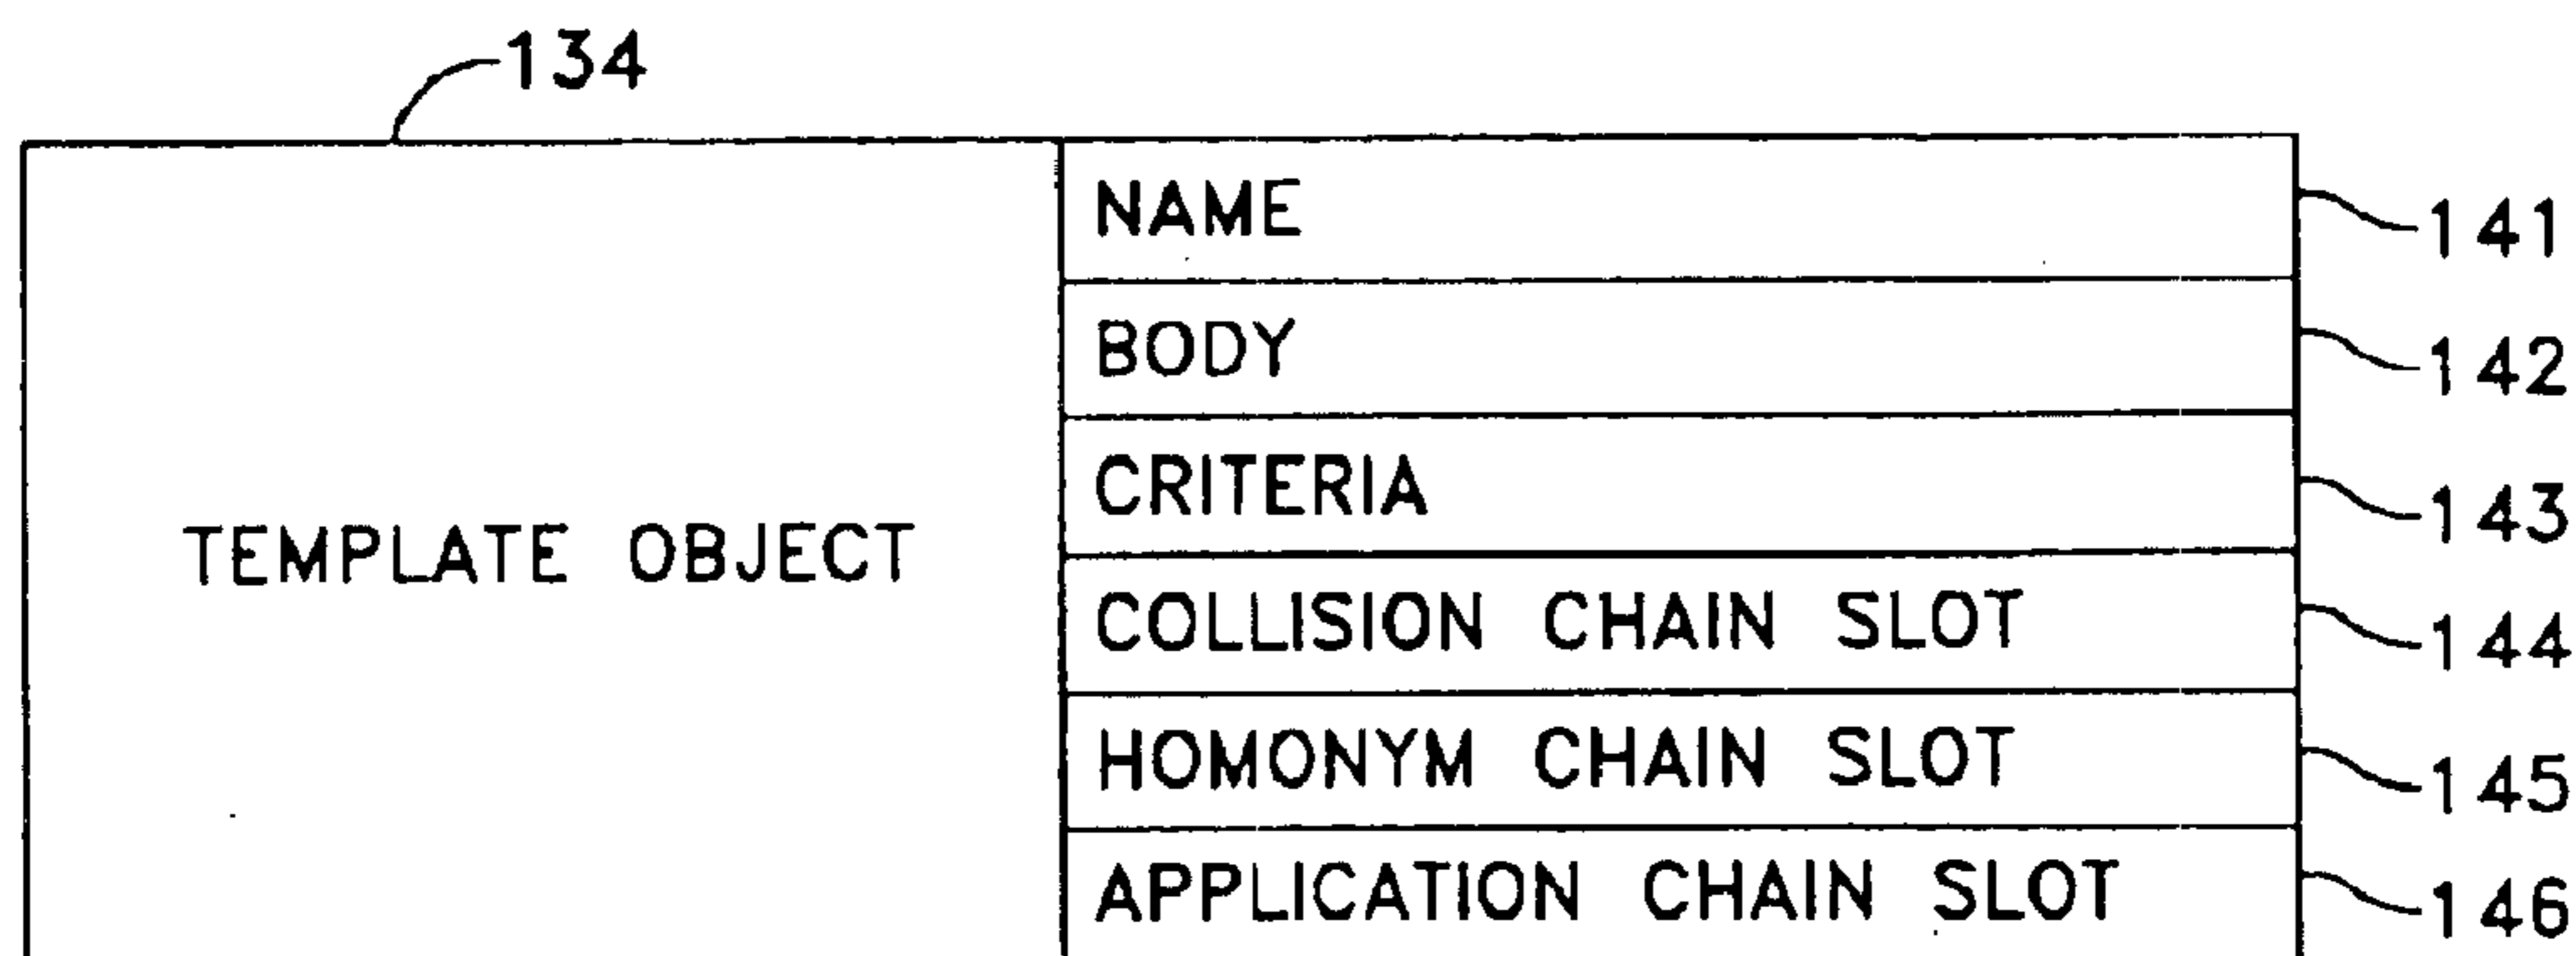 134
NAME
141
BODY
142
CRITERIA
143
TEMPLATE OBJECT
COLLISION CHAIN SLOT
144
HOMONYM CHAIN SLOT
145
APPLICATION CHAIN SLOT
146